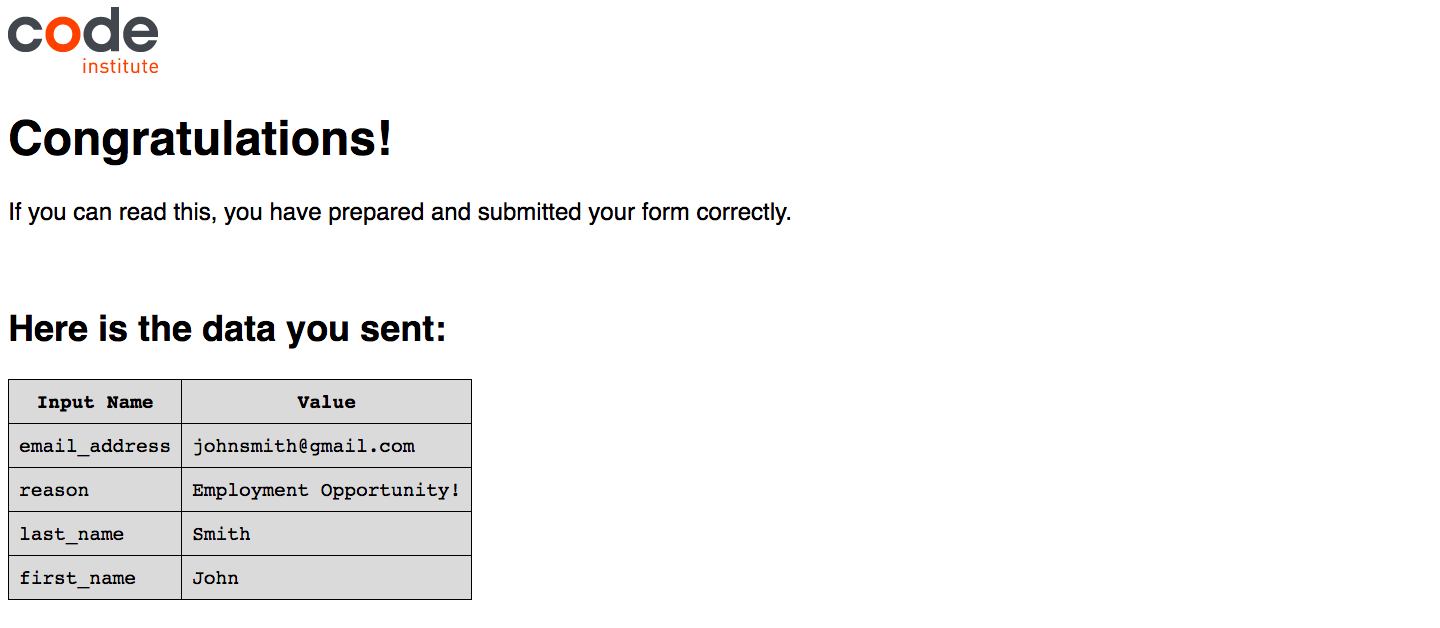 code
institute
Congratulations!
If you can read this, you have prepared and submitted your form correctly.
Here is the data you sent:
Input Name Value
email_address johnsmith@gmail.com
reason Employment Opportunity!
last_name Smith
first_name John